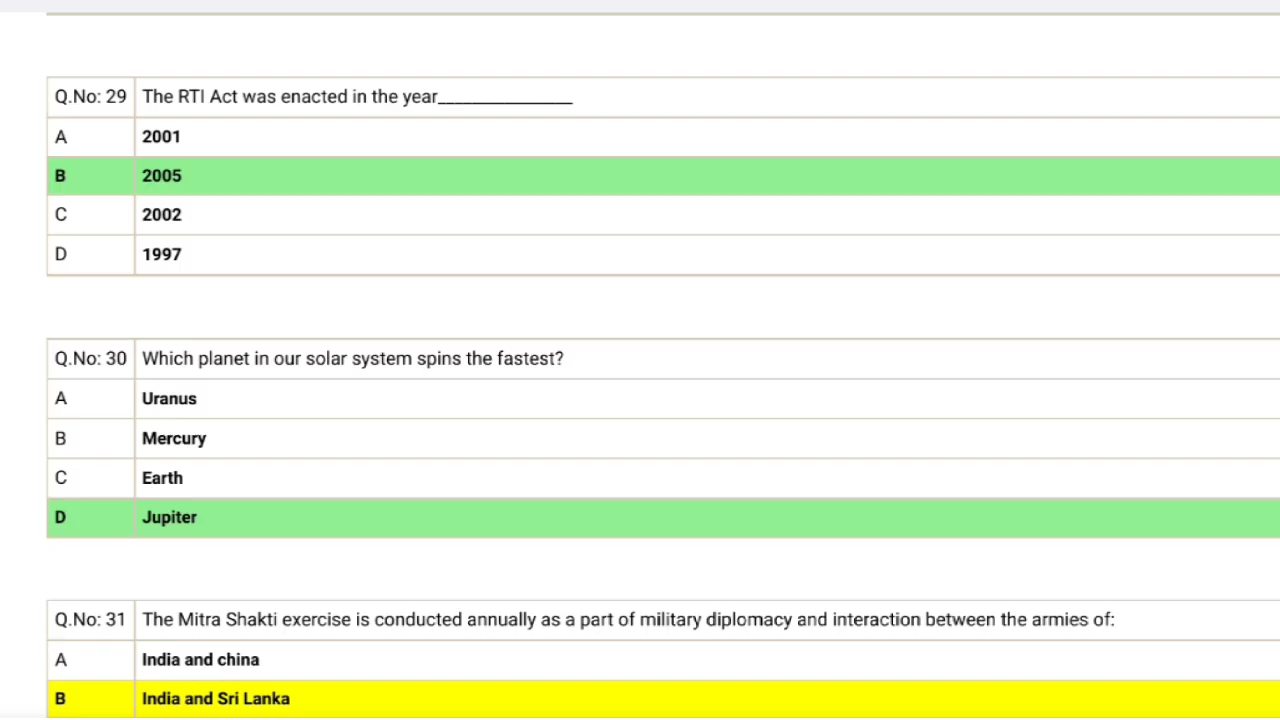 Q.No: 29 The RTI Act was enacted in the year_______________
A 2001
B 2005
C 2002
D 1997
Q.No: 30 Which planet in our solar system spins the fastest?
A Uranus
B Mercury
C Earth
D Jupiter
Q.No: 31 The Mitra Shakti exercise is conducted annually as a part of military diplomacy and interaction between the armies of:
A India and china
B India and Sri Lanka